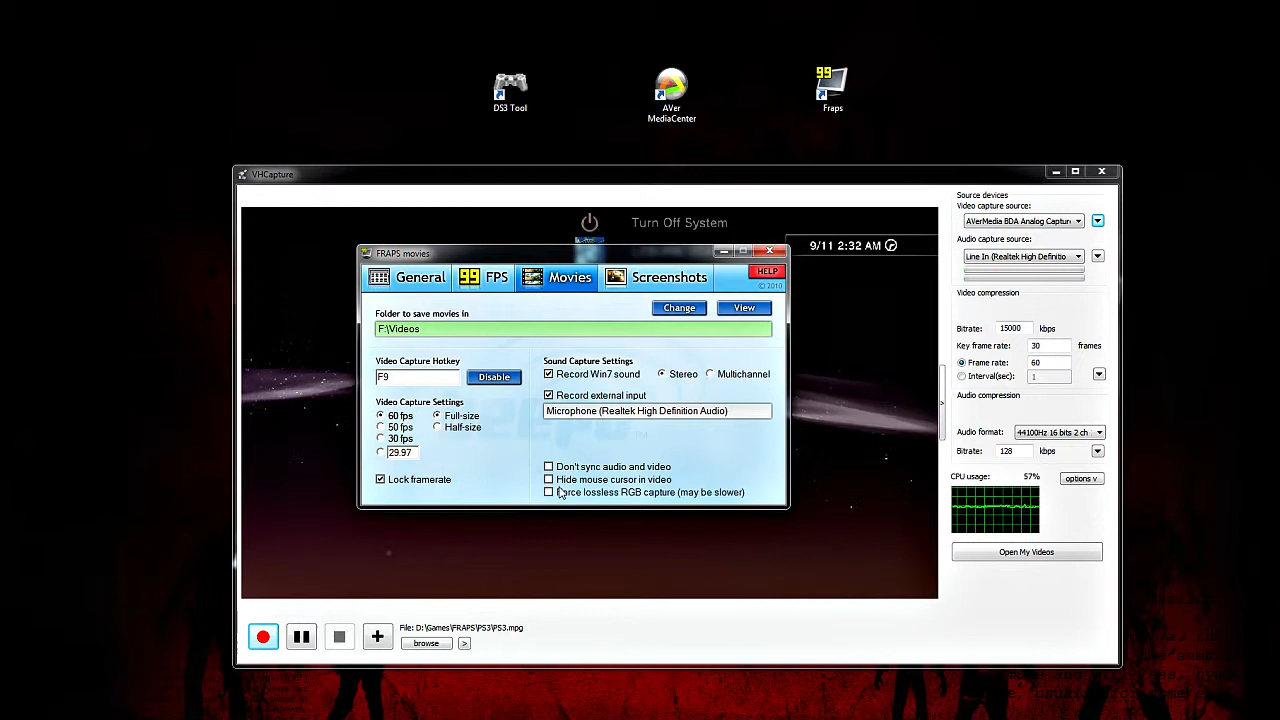 DS3 Tool
AVer
MediaCenter
99
Fraps
VHCapture
Source devices
Video capture source:
AVerMedia BDA Analog Captur
Audio capture source:
Line In (Realtek High Definitio
Turn Off System
9/11 2:32 AM
FRAPS movies
General
99 FPS
Movies
Screenshots
HELP
© 2010
Folder to save movies in
Change
View
F:\Videos
Video Capture Hotkey
F9
Disable
Video Capture Settings
60 fps
50 fps
30 fps
29.97
Full-size
Half-size
Lock framerate
Sound Capture Settings
Record Win7 sound
Stereo
Multichannel
Record external input
Microphone (Realtek High Definition Audio)
Don't sync audio and video
Hide mouse cursor in video
Force lossless RGB capture (may be slower)
Video compression
Bitrate: 15000 kbps
Key frame rate: 30 frames
Frame rate: 60
Interval(sec): 1
Audio compression
Audio format: 44100Hz 16 bits 2 ch
Bitrate: 128 kbps
CPU usage: 57% options v
Open My Videos
File: D:\Games\FRAPS\PS3\PS3.mpg
browse >